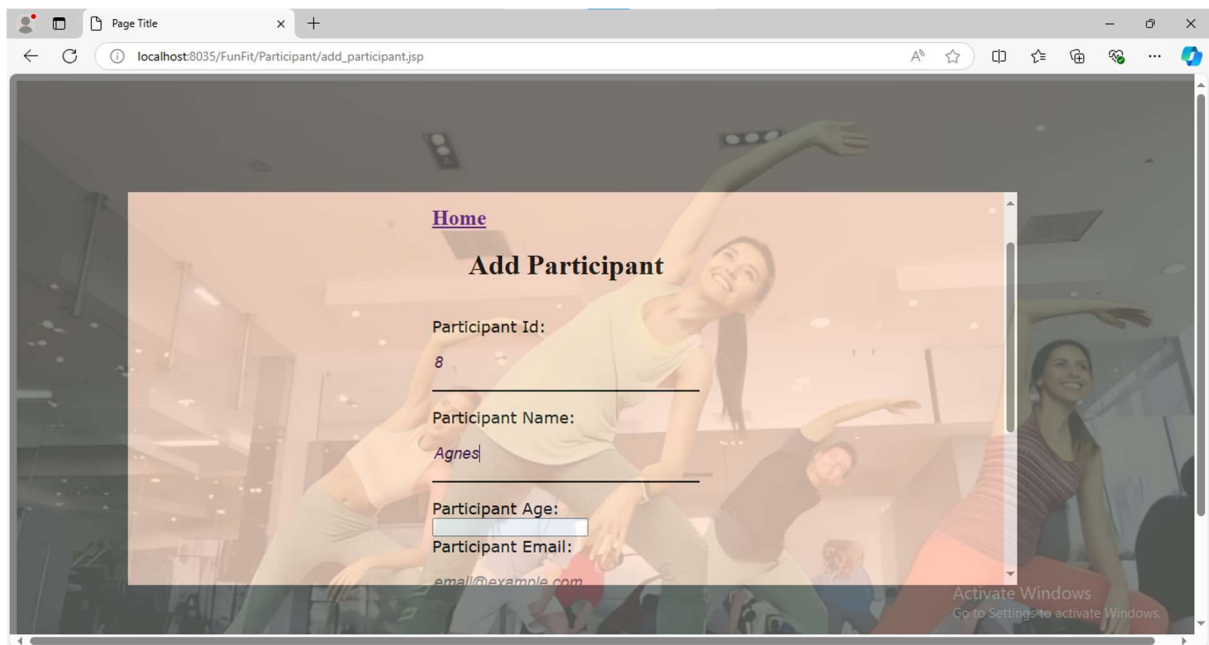 Page Title
localhost:8035/FunFit/Participant/add_participant.jsp
Home
Add Participant
Participant Id:
8
Participant Name:
Agnes
Participant Age:
Participant Email:
email@example.com
Activate Windows
Go to Settings to activate Windows.